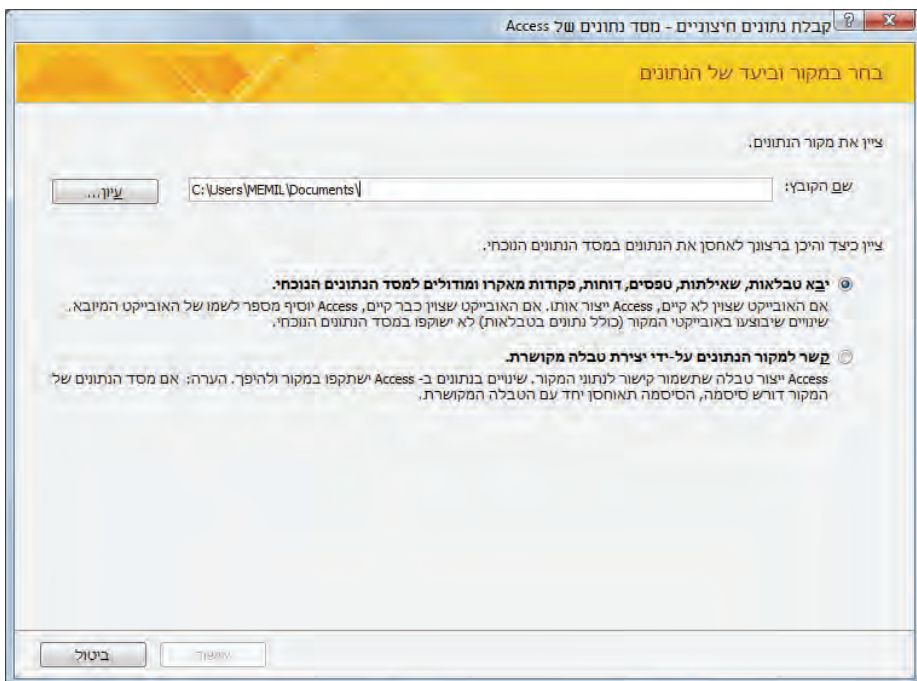 קבלת נתונים חיצוניים - מסד נתונים של Access
בחר במקור וביעד של הנתונים
ציין את מקור הנתונים.
שם הקובץ: C:\Users\MEMIL\Documents\ עיון...
ציין כיצד והיכן ברצונך לאחסן את הנתונים במסד הנתונים הנוכחי.
יבא טבלאות, שאילתות, טפסים, דוחות, פקודות מאקרו ומודולים למסד הנתונים הנוכחי.
אם האובייקט שצוין לא קיים, Access ייצור אותו. אם האובייקט שצוין כבר קיים, Access יוסיף מספר לשמו של האובייקט המיובא.
שינויים שיבוצעו באובייקטי המקור (כולל נתונים בטבלאות) לא ישוקפו במסד הנתונים הנוכחי.
קשר למקור הנתונים על-ידי יצירת טבלה מקושרת.
Access ייצור טבלה שתשמור קישור לנתוני המקור. שינויים בנתונים ב- Access ישתקפו במקור ולהיפך. הערה: אם מסד הנתונים של
המקור דורש סיסמה, הסיסמה תאוחסן יחד עם הטבלה המקושרת.
אישור ביטול